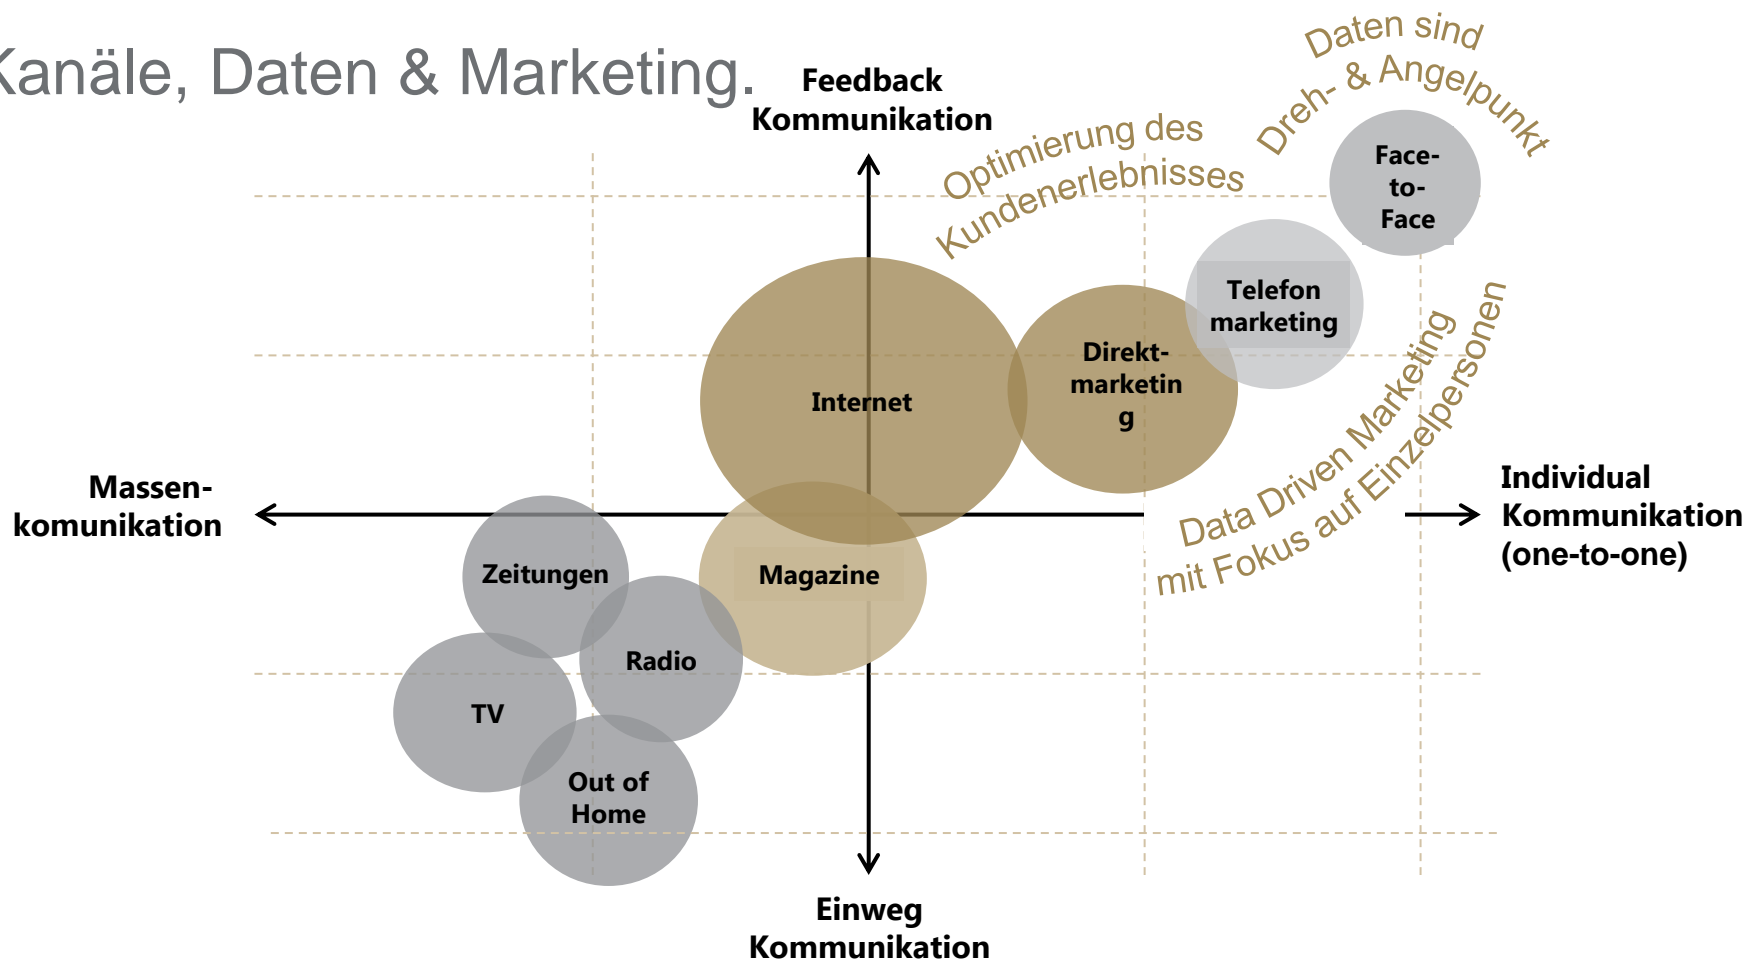 Kanäle, Daten & Marketing.
Feedback
Kommunikation
Daten sind
Dreh- & Angelpunkt
Optimierung des
Kundenerlebnisses
Face-
to-
Face
Telefon
marketing
Direkt-
marketin
g
Internet
Data Driven Marketing
mit Fokus auf Einzelpersonen
Massen-
komunikation
Individual
Kommunikation
(one-to-one)
Zeitungen
Magazine
Radio
TV
Out of
Home
Einweg
Kommunikation